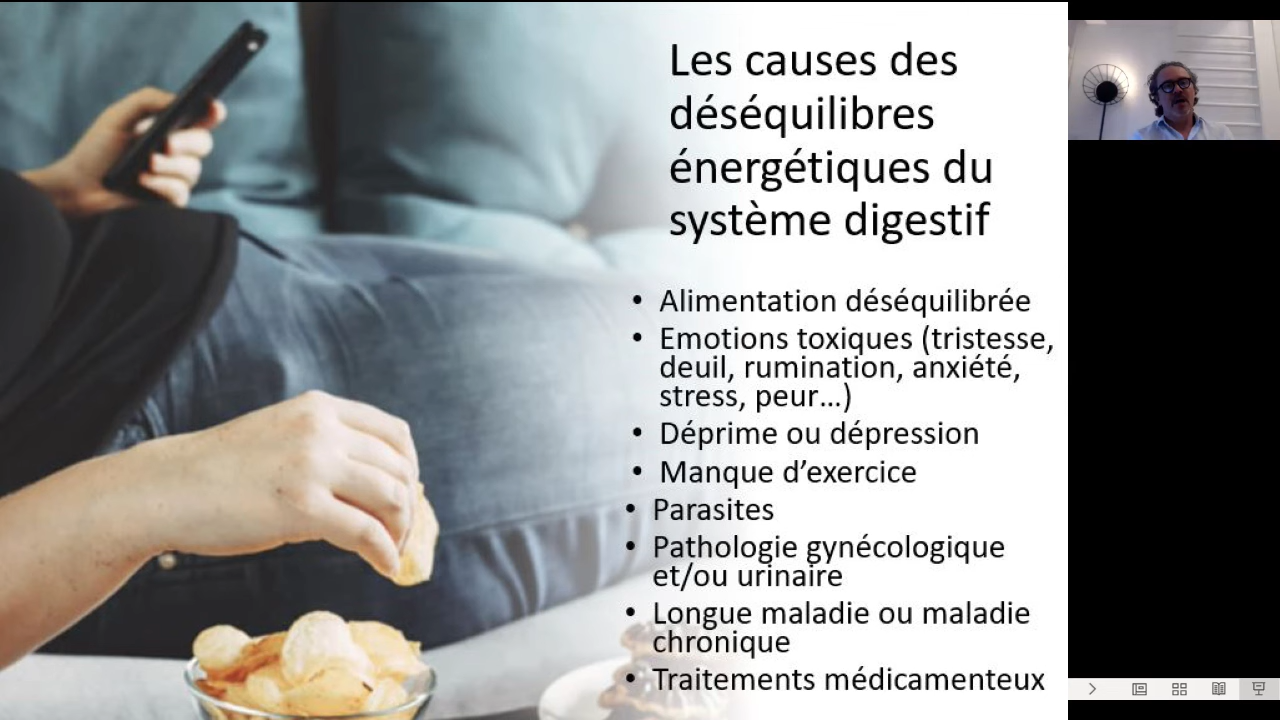 Les causes des
déséquilibres
énergétiques du
système digestif
• Alimentation déséquilibrée
• Emotions toxiques (tristesse,
deuil, rumination, anxiété,
stress, peur…)
• Déprime ou dépression
• Manque d’exercice
• Parasites
• Pathologie gynécologique
et/ou urinaire
• Longue maladie ou maladie
chronique
• Traitements médicamenteux